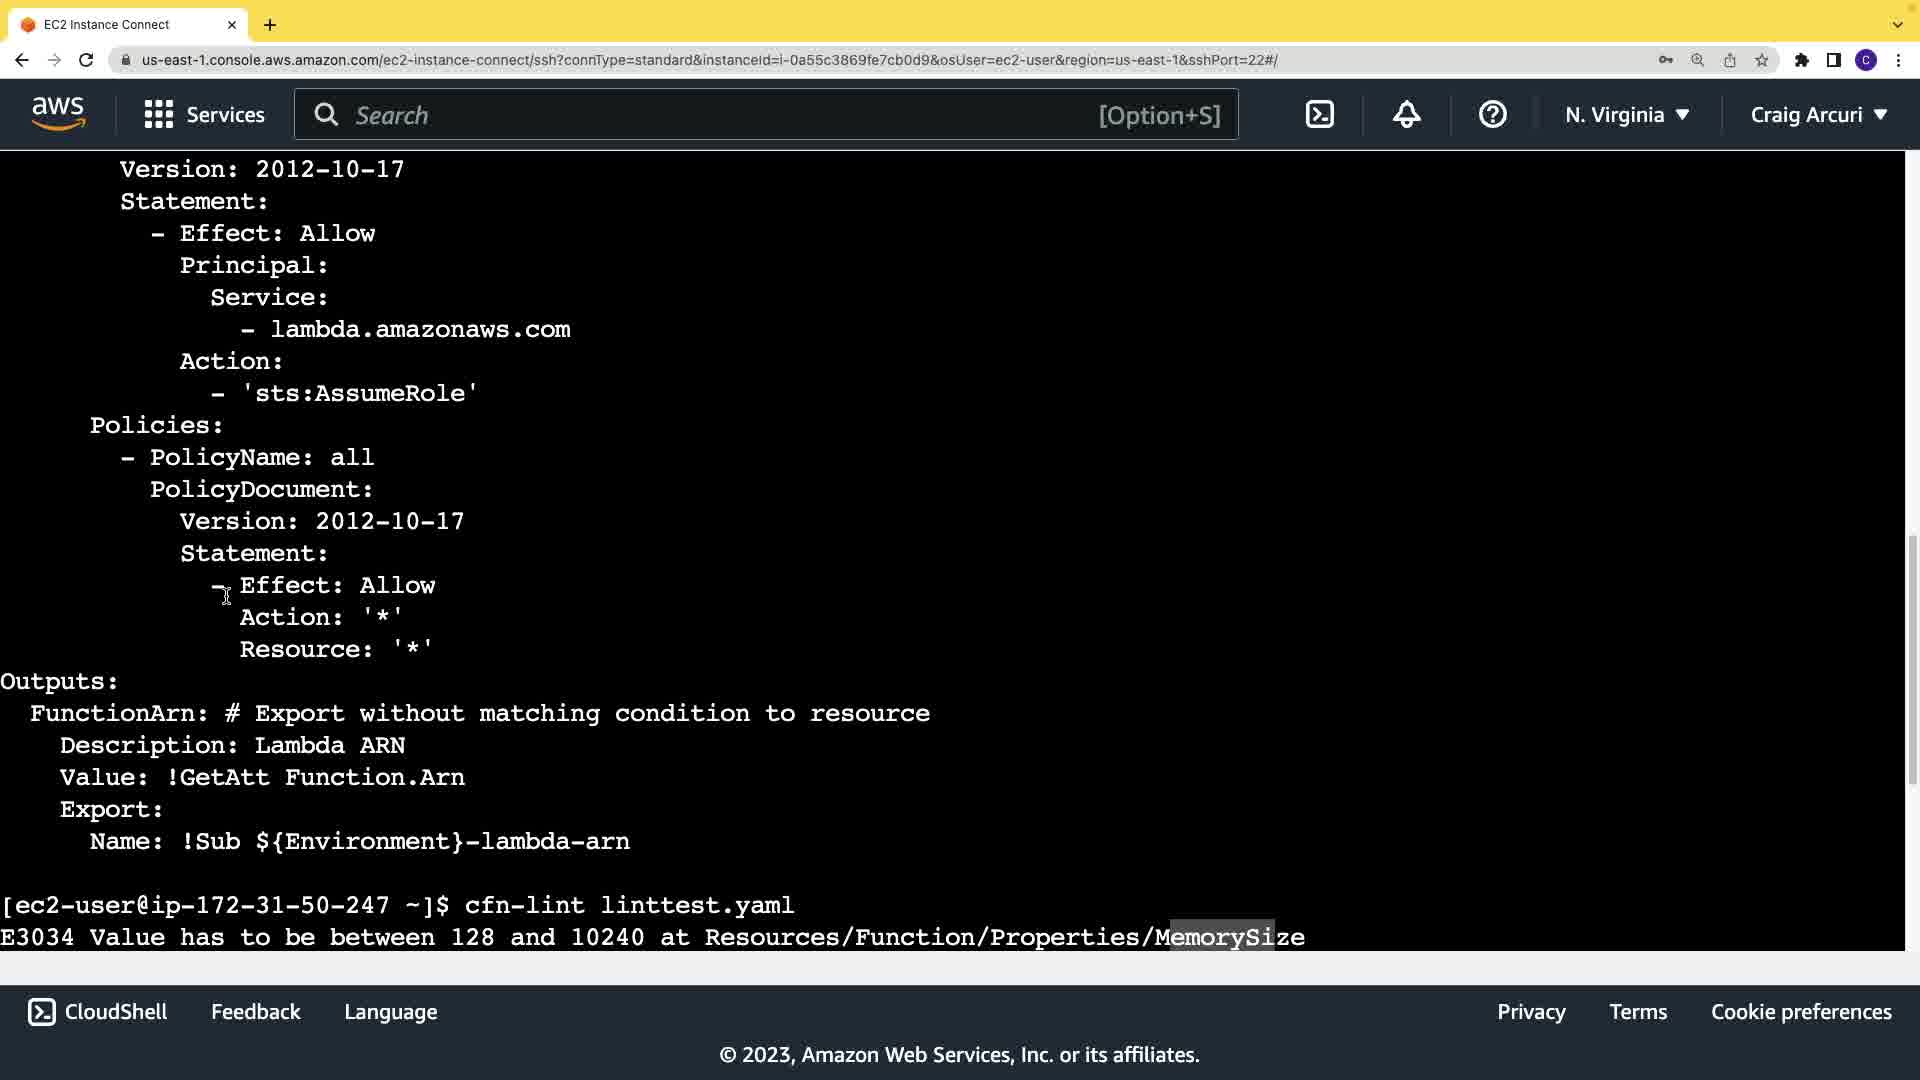 EC2 Instance Connect
us-east-1.console.aws.amazon.com/ec2-instance-connect/ssh?connType=standard&instanceId=i-0a55c3869fe7cb0d9&osUser=ec2-user&region=us-east-1&sshPort=22#/
C
aws
Services
Search
[Option+S]
N. Virginia
Craig Arcuri
Version: 2012-10-17
Statement:
- Effect: Allow
Principal:
Service:
- lambda.amazonaws.com
Action:
- 'sts:AssumeRole'
Policies:
- PolicyName: all
PolicyDocument:
Version: 2012-10-17
Statement:
- Effect: Allow
Action: '*'
Resource: '*'
Outputs:
FunctionArn: # Export without matching condition to resource
Description: Lambda ARN
Value: !GetAtt Function.Arn
Export:
Name: !Sub ${Environment}-lambda-arn
[ec2-user@ip-172-31-50-247 ~]$ cfn-lint linttest.yaml
E3034 Value has to be between 128 and 10240 at Resources/Function/Properties/MemorySize
CloudShell
Feedback
Language
Privacy
Terms
Cookie preferences
© 2023, Amazon Web Services, Inc. or its affiliates.